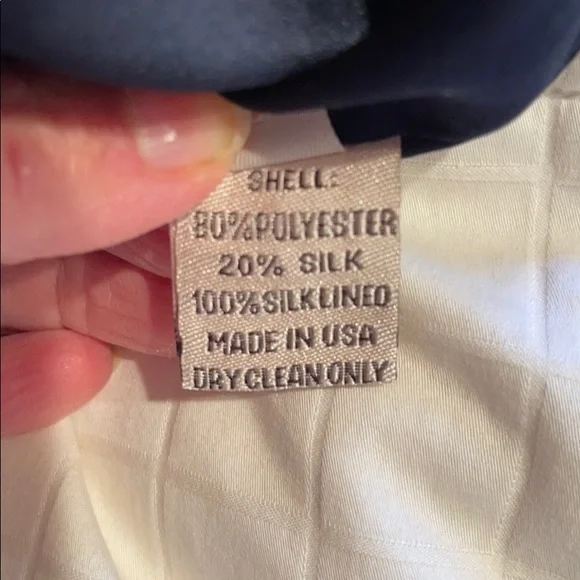 SHELL:
80% POLYESTER
20% SILK
100% SILK LINED
MADE IN USA
DRY CLEAN ONLY